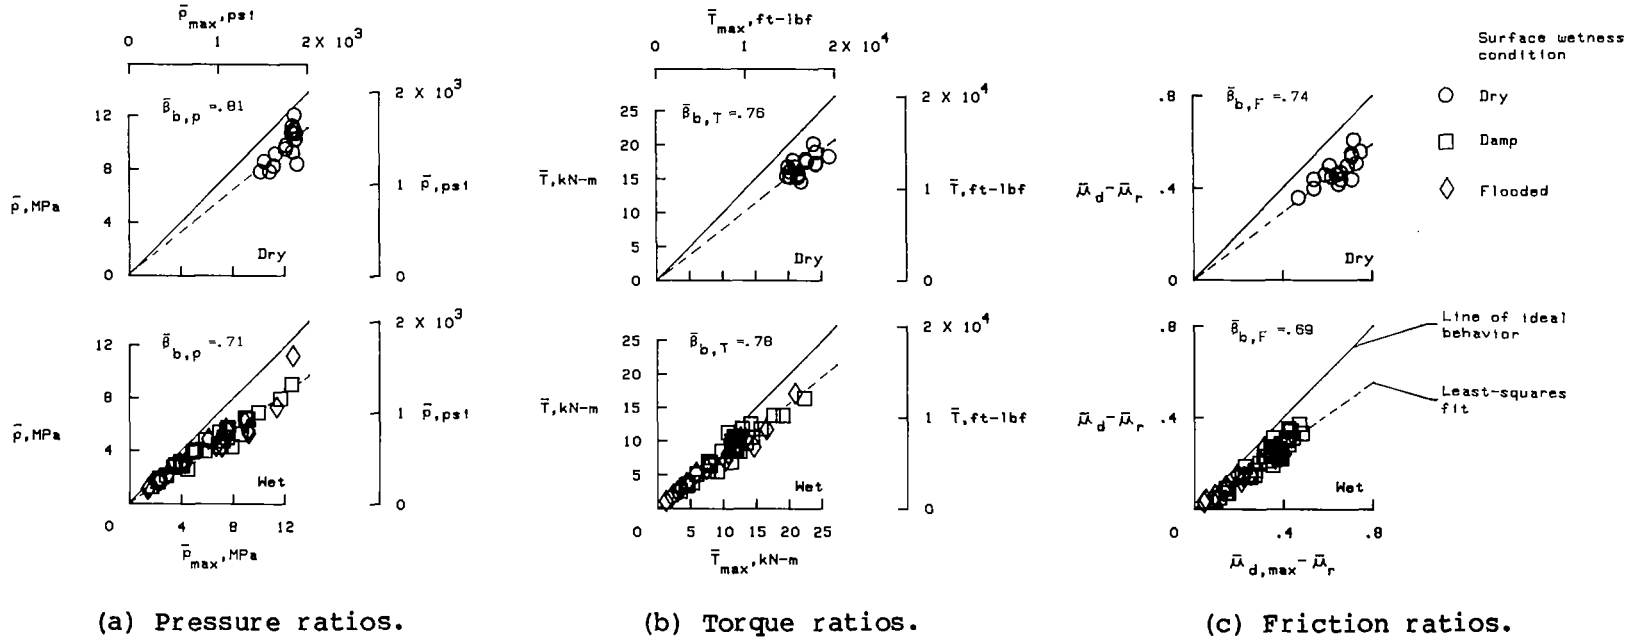 p̄max,psi
0 1 2 X 10³
12
8
4
0
p̄,MPa
β̄b,p =.81
Dry
2 X 10³
1
0
p̄,psi
12
8
4
p̄,MPa
β̄b,p =.71
Wet
2 X 10³
1
0
p̄,psi
0 4 8 12
p̄max,MPa
(a) Pressure ratios.
T̄max,ft-lbf
0 1 2X 10⁴
25
20
15
10
5
0
T̄,kN-m
β̄b,T =.76
Dry
2 X 10⁴
1
0
T̄,ft-lbf
25
20
15
10
5
T̄,kN-m
β̄b,T =.78
Wet
2 X 10⁴
1
0
T̄,ft-lbf
0 5 10 15 20 25
T̄max,kN-m
(b) Torque ratios.
.8
.4
0
μ̄d-μ̄r
β̄b,F =.74
Dry
.8
.4
μ̄d-μ̄r
β̄b,F =.69
Wet
0 .4 .8
μ̄d,max-μ̄r
(c) Friction ratios.
Surface wetness
condition
Dry
Damp
Flooded
Line of ideal
behavior
Least-squares
fit